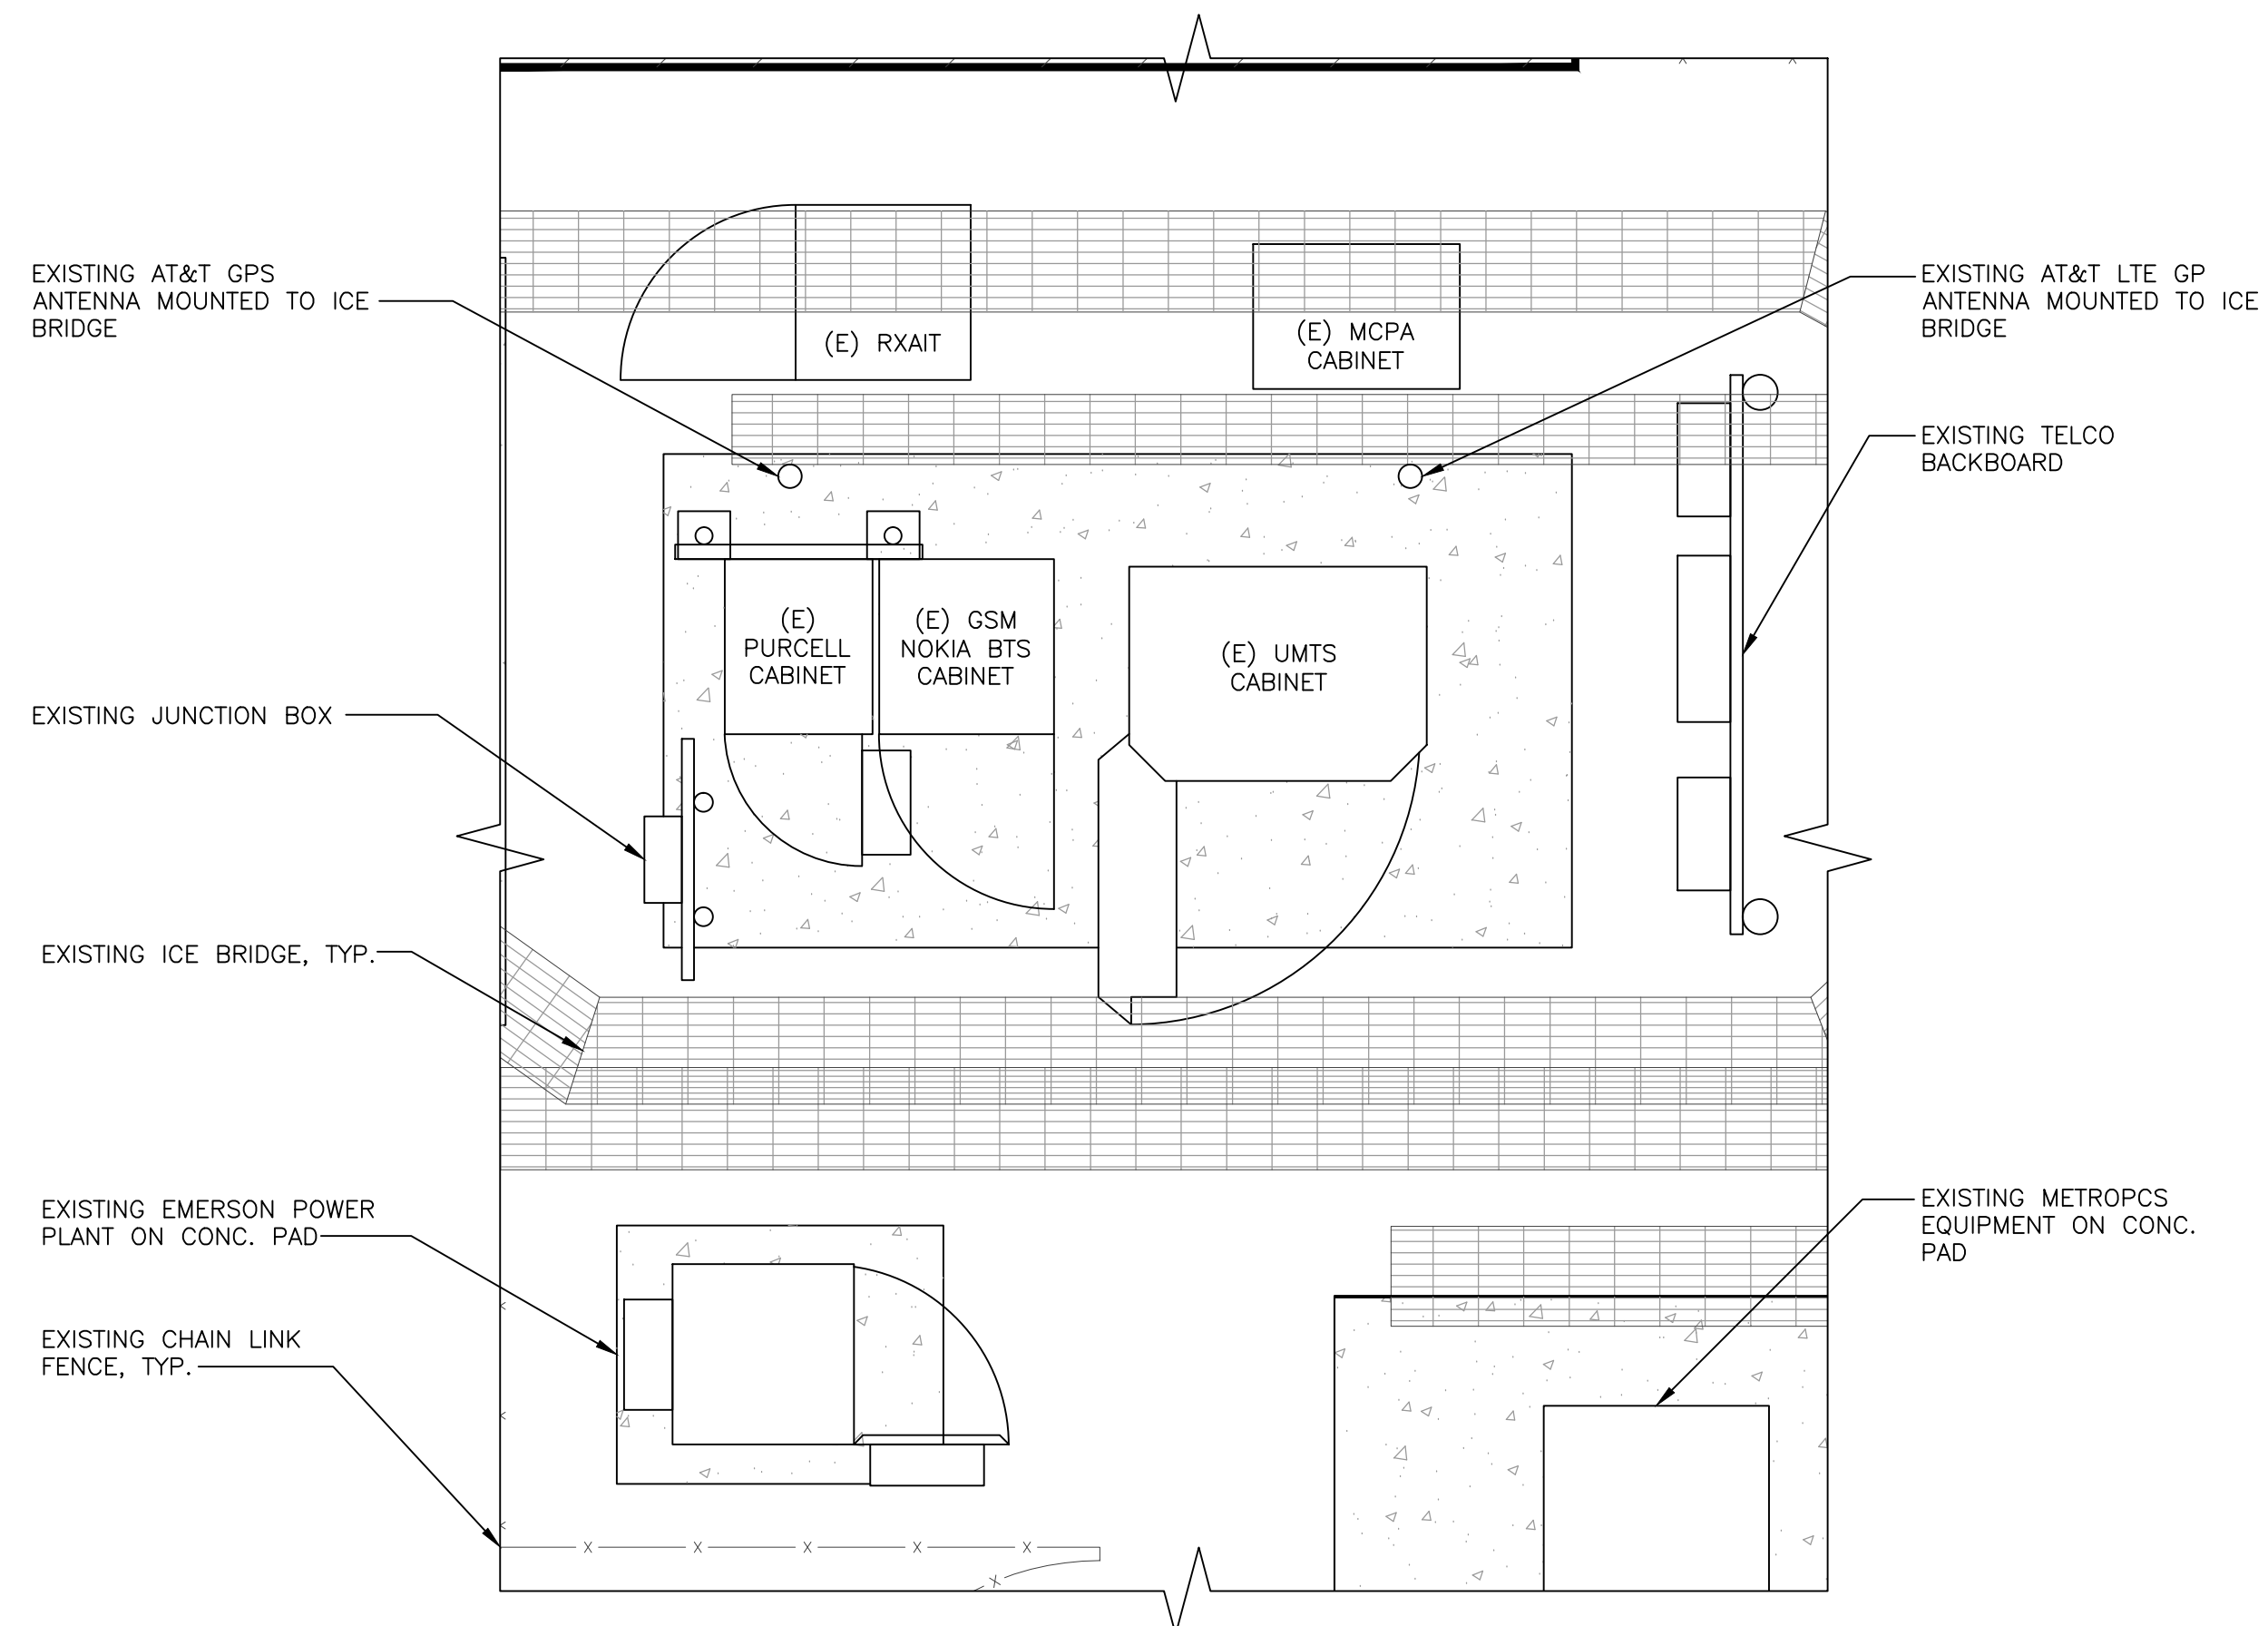 EXISTING AT&T GPS
ANTENNA MOUNTED TO ICE
BRIDGE
EXISTING AT&T LTE GP
ANTENNA MOUNTED TO ICE
BRIDGE
(E) RXAIT
(E) MCPA
CABINET
EXISTING TELCO
BACKBOARD
(E)
PURCELL
CABINET
(E) GSM
NOKIA BTS
CABINET
(E) UMTS
CABINET
EXISTING JUNCTION BOX
EXISTING ICE BRIDGE, TYP.
EXISTING EMERSON POWER
PLANT ON CONC. PAD
EXISTING METROPCS
EQUIPMENT ON CONC.
PAD
EXISTING CHAIN LINK
FENCE, TYP.